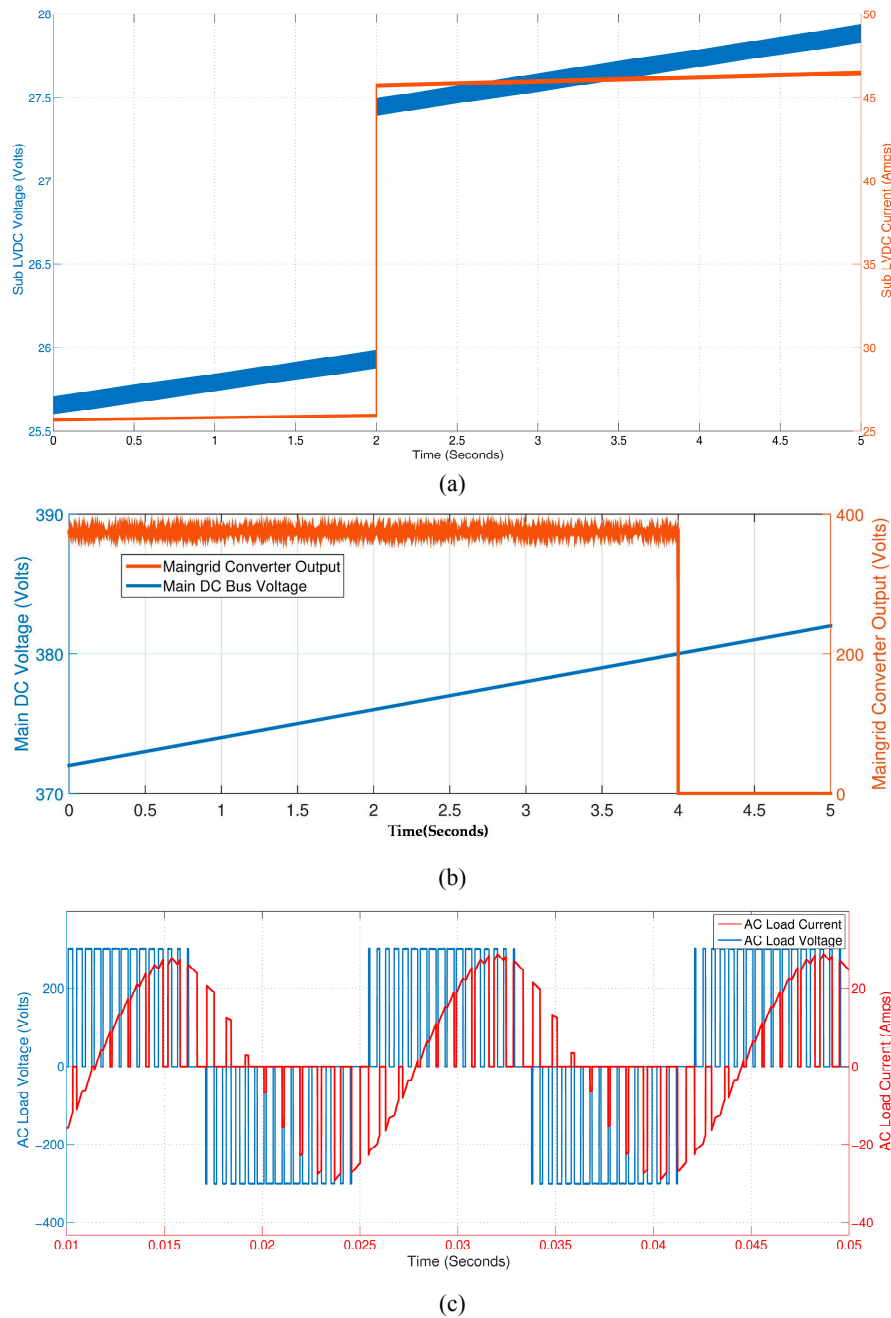 28
27.5
27
26.5
26
25.5
Sub LVDC Voltage (Volts)
50
45
40
35
30
25
Sub LVDC Current (Amps)
0 0.5 1 1.5 2 2.5 3 3.5 4 4.5 5
Time (Seconds)
(a)
390
380
370
Main DC Voltage (Volts)
Maingrid Converter Output
Main DC Bus Voltage
400
200
0
Maingrid Converter Output (Volts)
0 0.5 1 1.5 2 2.5 3 3.5 4 4.5 5
Time(Seconds)
(b)
200
0
−200
−400
AC Load Voltage (Volts)
AC Load Current
AC Load Voltage
20
0
−20
−40
AC Load Current (Amps)
0.01 0.015 0.02 0.025 0.03 0.035 0.04 0.045 0.05
Time (Seconds)
(c)